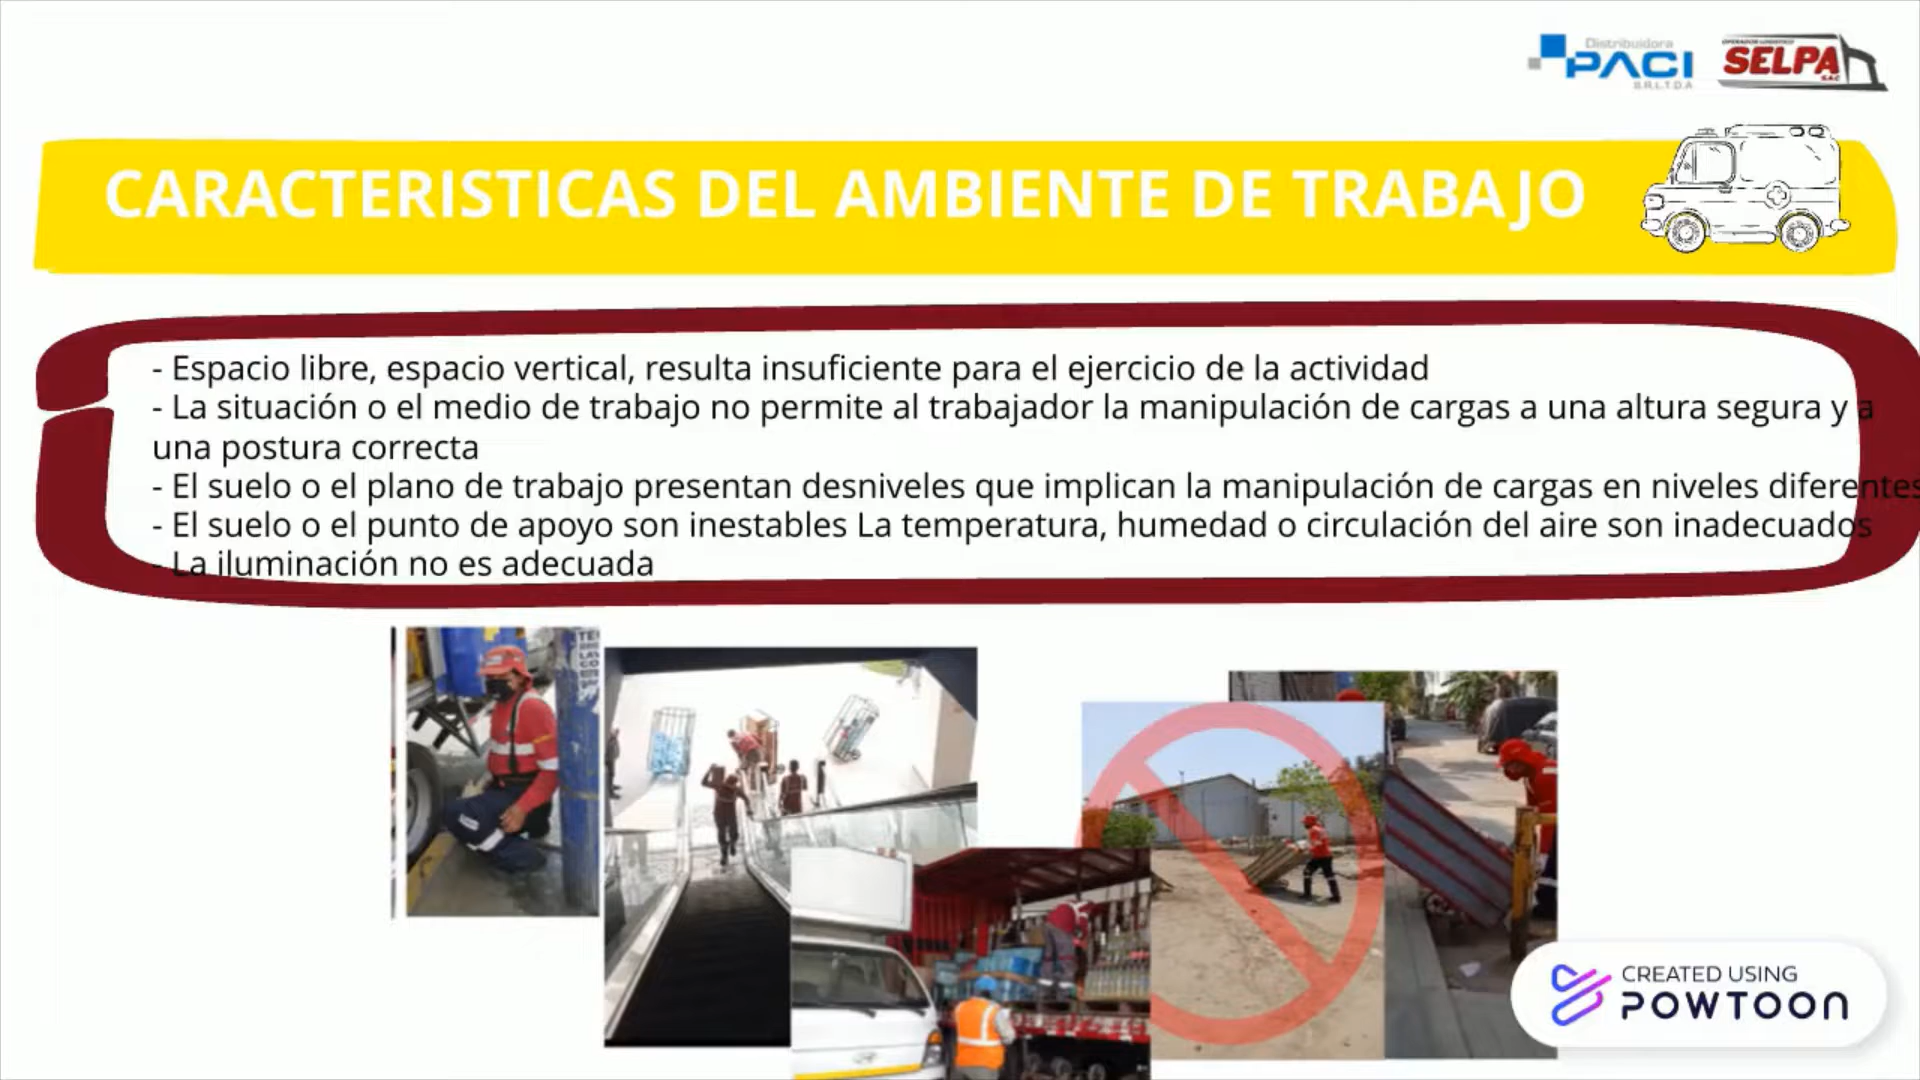 Distribuidora
PACI
S.R.L.T.D.A
SELPA
SAC
CARACTERISTICAS DEL AMBIENTE DE TRABAJO
- Espacio libre, espacio vertical, resulta insuficiente para el ejercicio de la actividad
- La situación o el medio de trabajo no permite al trabajador la manipulación de cargas a una altura segura y a
una postura correcta
- El suelo o el plano de trabajo presentan desniveles que implican la manipulación de cargas en niveles diferentes
- El suelo o el punto de apoyo son inestables La temperatura, humedad o circulación del aire son inadecuados
- La iluminación no es adecuada
CREATED USING
POWTOON